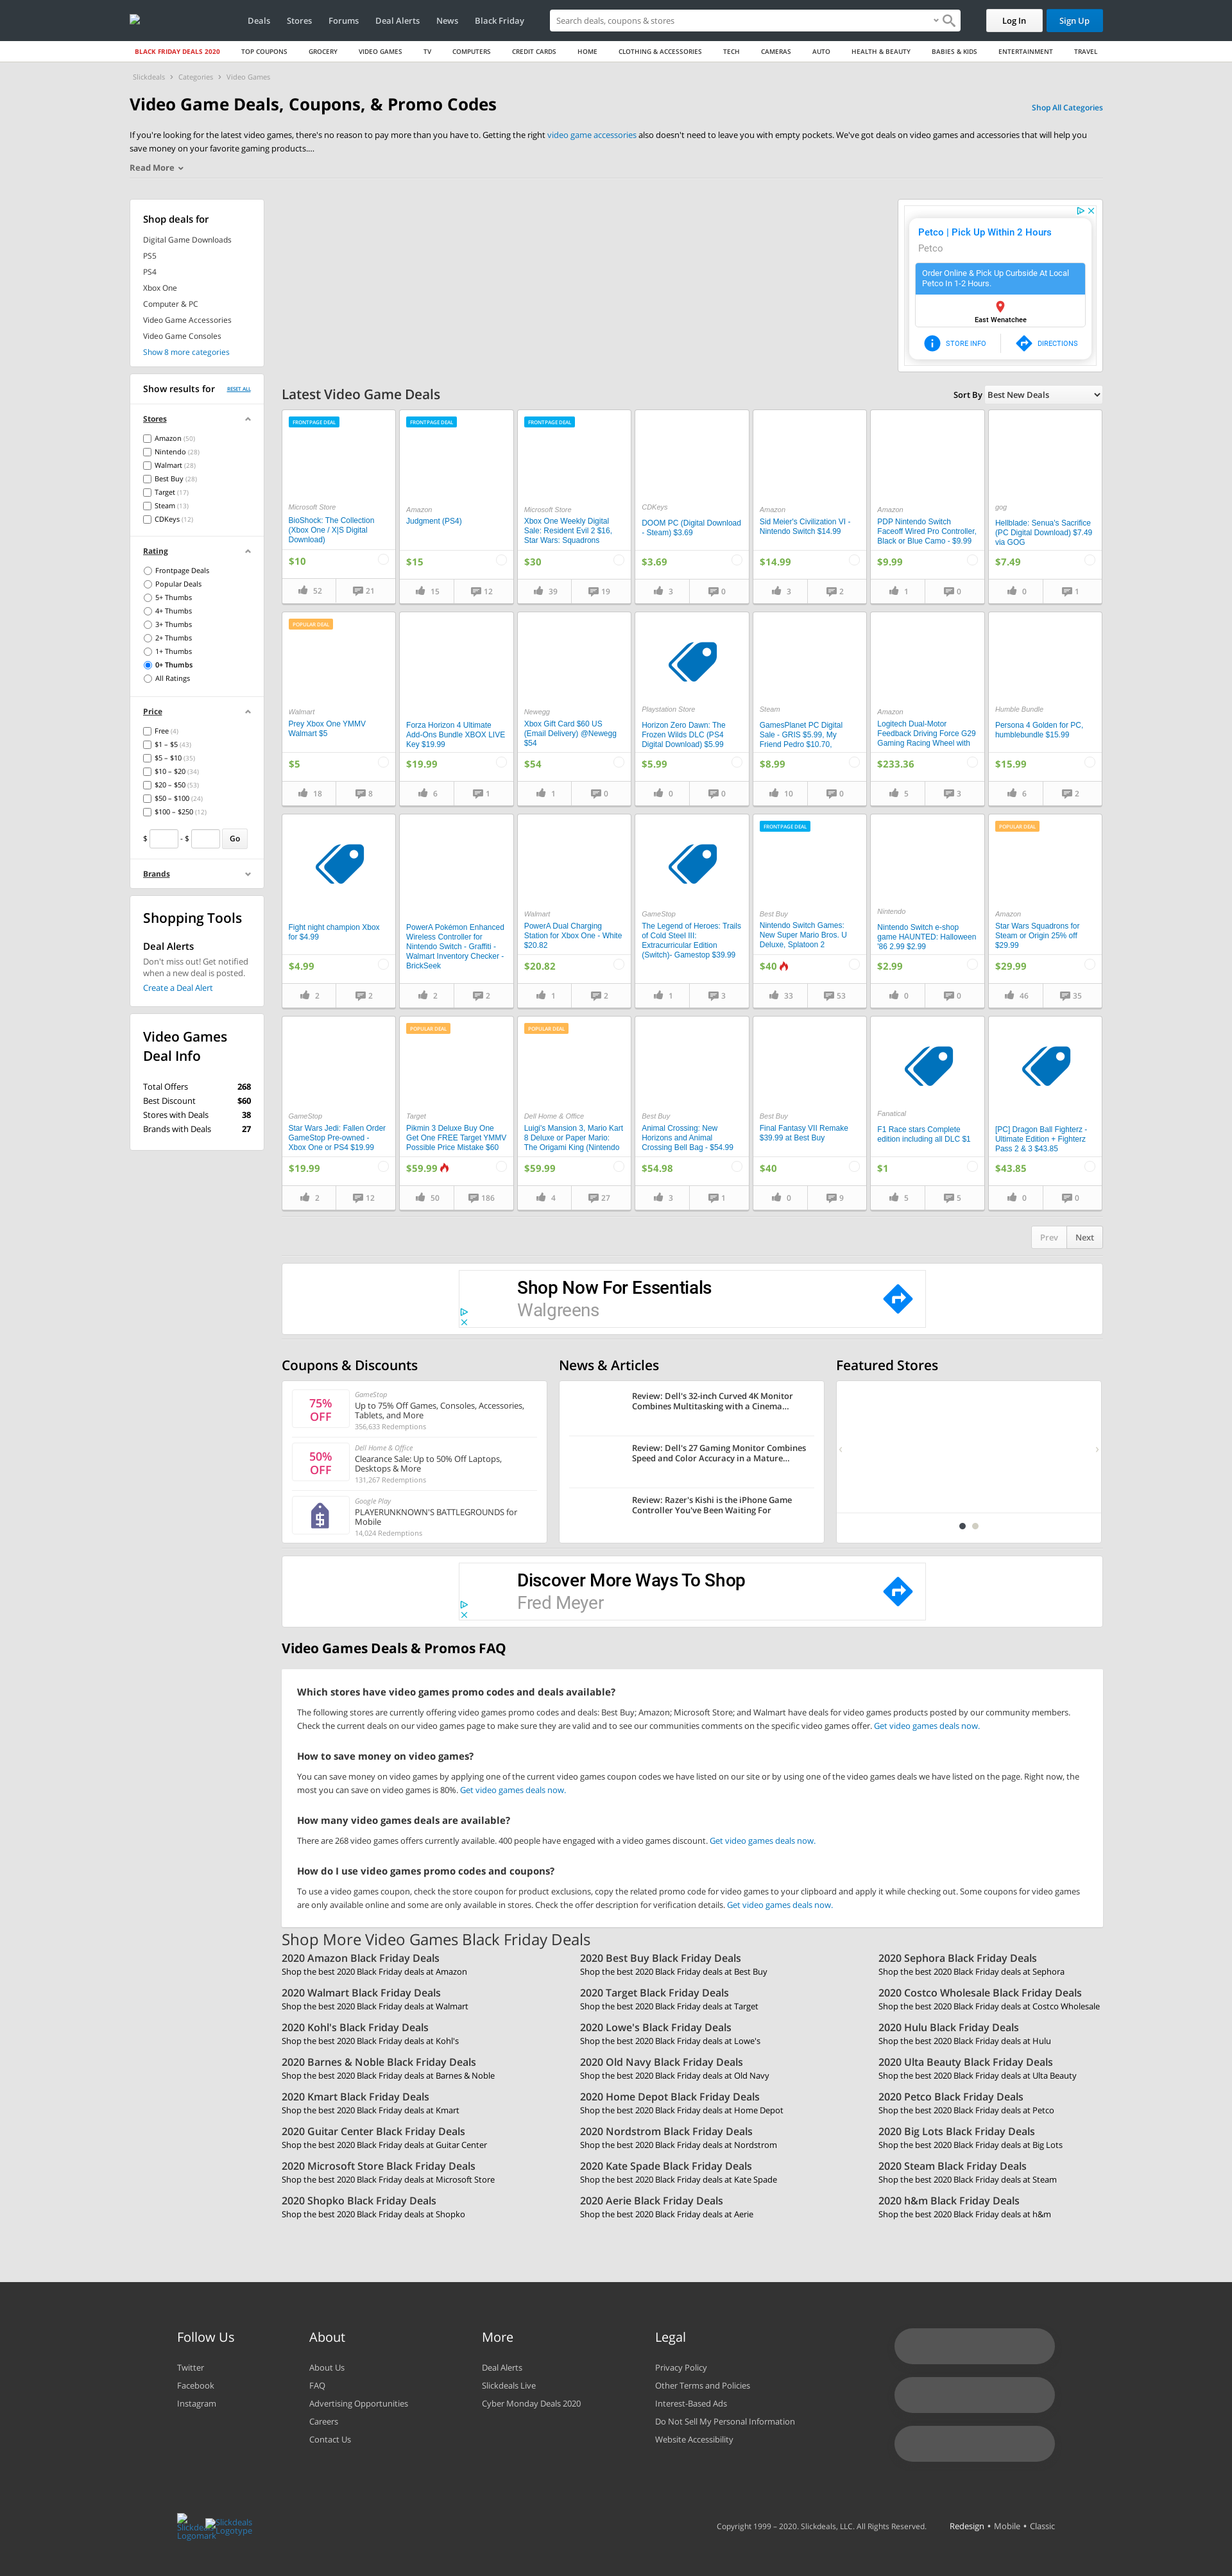 Deals Stores Forums Deal Alerts News Black Friday
Search deals, coupons & stores
Log In
Sign Up
BLACK FRIDAY DEALS 2020 TOP COUPONS GROCERY VIDEO GAMES TV COMPUTERS CREDIT CARDS HOME CLOTHING & ACCESSORIES TECH CAMERAS AUTO HEALTH & BEAUTY BABIES & KIDS ENTERTAINMENT TRAVEL
Slickdeals > Categories > Video Games
Video Game Deals, Coupons, & Promo Codes
Shop All Categories
If you're looking for the latest video games, there's no reason to pay more than you have to. Getting the right video game accessories also doesn't need to leave you with empty pockets. We've got deals on video games and accessories that will help you
save money on your favorite gaming products....
Read More
Shop deals for
Digital Game Downloads
PS5
PS4
Xbox One
Computer & PC
Video Game Accessories
Video Game Consoles
Show 8 more categories
Show results for RESET ALL
Stores
Amazon (50)
Nintendo (28)
Walmart (28)
Best Buy (28)
Target (17)
Steam (13)
CDKeys (12)
Rating
Frontpage Deals
Popular Deals
5+ Thumbs
4+ Thumbs
3+ Thumbs
2+ Thumbs
1+ Thumbs
0+ Thumbs
All Ratings
Price
Free (4)
$1 – $5 (43)
$5 – $10 (35)
$10 – $20 (34)
$20 – $50 (53)
$50 – $100 (24)
$100 – $250 (12)
$ - $ Go
Brands
Shopping Tools
Deal Alerts
Don't miss out! Get notified
when a new deal is posted.
Create a Deal Alert
Video Games
Deal Info
Total Offers 268
Best Discount $60
Stores with Deals 38
Brands with Deals 27
Petco | Pick Up Within 2 Hours
Petco
Order Online & Pick Up Curbside At Local
Petco In 1-2 Hours.
East Wenatchee
STORE INFO
DIRECTIONS
Latest Video Game Deals
Sort By Best New Deals
FRONTPAGE DEAL
Microsoft Store
BioShock: The Collection
(Xbox One / X|S Digital
Download)
$10
52 21
FRONTPAGE DEAL
Amazon
Judgment (PS4)
$15
15 12
FRONTPAGE DEAL
Microsoft Store
Xbox One Weekly Digital
Sale: Resident Evil 2 $16,
Star Wars: Squadrons
$30
39 19
CDKeys
DOOM PC (Digital Download
- Steam) $3.69
$3.69
3 0
Amazon
Sid Meier's Civilization VI -
Nintendo Switch $14.99
$14.99
3 2
Amazon
PDP Nintendo Switch
Faceoff Wired Pro Controller,
Black or Blue Camo - $9.99
$9.99
1 0
gog
Hellblade: Senua's Sacrifice
(PC Digital Download) $7.49
via GOG
$7.49
0 1
POPULAR DEAL
Walmart
Prey Xbox One YMMV
Walmart $5
$5
18 8
Forza Horizon 4 Ultimate
Add-Ons Bundle XBOX LIVE
Key $19.99
$19.99
6 1
Newegg
Xbox Gift Card $60 US
(Email Delivery) @Newegg
$54
$54
1 0
Playstation Store
Horizon Zero Dawn: The
Frozen Wilds DLC (PS4
Digital Download) $5.99
$5.99
0 0
Steam
GamesPlanet PC Digital
Sale - GRIS $5.99, My
Friend Pedro $10.70,
$8.99
10 0
Amazon
Logitech Dual-Motor
Feedback Driving Force G29
Gaming Racing Wheel with
$233.36
5 3
Humble Bundle
Persona 4 Golden for PC,
humblebundle $15.99
$15.99
6 2
Fight night champion Xbox
for $4.99
$4.99
2 2
PowerA Pokémon Enhanced
Wireless Controller for
Nintendo Switch - Graffiti -
Walmart Inventory Checker -
BrickSeek
2 2
Walmart
PowerA Dual Charging
Station for Xbox One - White
$20.82
$20.82
1 2
GameStop
The Legend of Heroes: Trails
of Cold Steel III:
Extracurricular Edition
(Switch)- Gamestop $39.99
1 3
FRONTPAGE DEAL
Best Buy
Nintendo Switch Games:
New Super Mario Bros. U
Deluxe, Splatoon 2
$40
33 53
Nintendo
Nintendo Switch e-shop
game HAUNTED: Halloween
'86 2.99 $2.99
$2.99
0 0
POPULAR DEAL
Amazon
Star Wars Squadrons for
Steam or Origin 25% off
$29.99
$29.99
46 35
GameStop
Star Wars Jedi: Fallen Order
GameStop Pre-owned -
Xbox One or PS4 $19.99
$19.99
2 12
POPULAR DEAL
Target
Pikmin 3 Deluxe Buy One
Get One FREE Target YMMV
Possible Price Mistake $60
$59.99
50 186
POPULAR DEAL
Dell Home & Office
Luigi's Mansion 3, Mario Kart
8 Deluxe or Paper Mario:
The Origami King (Nintendo
$59.99
4 27
Best Buy
Animal Crossing: New
Horizons and Animal
Crossing Bell Bag - $54.99
$54.98
3 1
Best Buy
Final Fantasy VII Remake
$39.99 at Best Buy
$40
0 9
Fanatical
F1 Race stars Complete
edition including all DLC $1
$1
5 5
[PC] Dragon Ball Fighterz -
Ultimate Edition + Fighterz
Pass 2 & 3 $43.85
$43.85
0 0
Prev Next
Shop Now For Essentials
Walgreens
Coupons & Discounts
75%
OFF
GameStop
Up to 75% Off Games, Consoles, Accessories,
Tablets, and More
356,633 Redemptions
50%
OFF
Dell Home & Office
Clearance Sale: Up to 50% Off Laptops,
Desktops & More
131,267 Redemptions
Google Play
PLAYERUNKNOWN'S BATTLEGROUNDS for
Mobile
14,024 Redemptions
News & Articles
Review: Dell's 32-inch Curved 4K Monitor
Combines Multitasking with a Cinema...
Review: Dell's 27 Gaming Monitor Combines
Speed and Color Accuracy in a Mature...
Review: Razer's Kishi is the iPhone Game
Controller You've Been Waiting For
Featured Stores
Discover More Ways To Shop
Fred Meyer
Video Games Deals & Promos FAQ
Which stores have video games promo codes and deals available?
The following stores are currently offering video games promo codes and deals: Best Buy; Amazon; Microsoft Store; and Walmart have deals for video games products posted by our community members.
Check the current deals on our video games page to make sure they are valid and to see our communities comments on the specific video games offer. Get video games deals now.
How to save money on video games?
You can save money on video games by applying one of the current video games coupon codes we have listed on our site or by using one of the video games deals we have listed on the page. Right now, the
most you can save on video games is 80%. Get video games deals now.
How many video games deals are available?
There are 268 video games offers currently available. 400 people have engaged with a video games discount. Get video games deals now.
How do I use video games promo codes and coupons?
To use a video games coupon, check the store coupon for product exclusions, copy the related promo code for video games to your clipboard and apply it while checking out. Some coupons for video games
are only available online and some are only available in stores. Check the offer description for verification details. Get video games deals now.
Shop More Video Games Black Friday Deals
2020 Amazon Black Friday Deals
Shop the best 2020 Black Friday deals at Amazon
2020 Best Buy Black Friday Deals
Shop the best 2020 Black Friday deals at Best Buy
2020 Sephora Black Friday Deals
Shop the best 2020 Black Friday deals at Sephora
2020 Walmart Black Friday Deals
Shop the best 2020 Black Friday deals at Walmart
2020 Target Black Friday Deals
Shop the best 2020 Black Friday deals at Target
2020 Costco Wholesale Black Friday Deals
Shop the best 2020 Black Friday deals at Costco Wholesale
2020 Kohl's Black Friday Deals
Shop the best 2020 Black Friday deals at Kohl's
2020 Lowe's Black Friday Deals
Shop the best 2020 Black Friday deals at Lowe's
2020 Hulu Black Friday Deals
Shop the best 2020 Black Friday deals at Hulu
2020 Barnes & Noble Black Friday Deals
Shop the best 2020 Black Friday deals at Barnes & Noble
2020 Old Navy Black Friday Deals
Shop the best 2020 Black Friday deals at Old Navy
2020 Ulta Beauty Black Friday Deals
Shop the best 2020 Black Friday deals at Ulta Beauty
2020 Kmart Black Friday Deals
Shop the best 2020 Black Friday deals at Kmart
2020 Home Depot Black Friday Deals
Shop the best 2020 Black Friday deals at Home Depot
2020 Petco Black Friday Deals
Shop the best 2020 Black Friday deals at Petco
2020 Guitar Center Black Friday Deals
Shop the best 2020 Black Friday deals at Guitar Center
2020 Nordstrom Black Friday Deals
Shop the best 2020 Black Friday deals at Nordstrom
2020 Big Lots Black Friday Deals
Shop the best 2020 Black Friday deals at Big Lots
2020 Microsoft Store Black Friday Deals
Shop the best 2020 Black Friday deals at Microsoft Store
2020 Kate Spade Black Friday Deals
Shop the best 2020 Black Friday deals at Kate Spade
2020 Steam Black Friday Deals
Shop the best 2020 Black Friday deals at Steam
2020 Shopko Black Friday Deals
Shop the best 2020 Black Friday deals at Shopko
2020 Aerie Black Friday Deals
Shop the best 2020 Black Friday deals at Aerie
2020 h&m Black Friday Deals
Shop the best 2020 Black Friday deals at h&m
Follow Us
Twitter
Facebook
Instagram
About
About Us
FAQ
Advertising Opportunities
Careers
Contact Us
More
Deal Alerts
Slickdeals Live
Cyber Monday Deals 2020
Legal
Privacy Policy
Other Terms and Policies
Interest-Based Ads
Do Not Sell My Personal Information
Website Accessibility
Slickdeals
Logomark
Slickdeals
Logotype
Copyright 1999 – 2020. Slickdeals, LLC. All Rights Reserved.
Redesign • Mobile • Classic